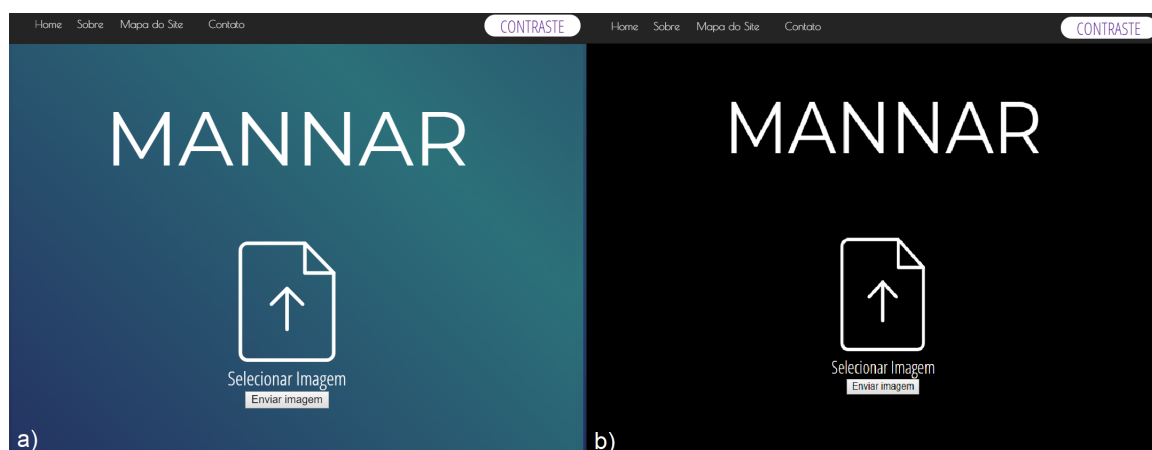 Home Sobre Mapa do Site Contato CONTRASTE
MANNAR
Selecionar Imagem
Enviar imagem
a)
Home Sobre Mapa do Site Contato CONTRASTE
MANNAR
Selecionar Imagem
Enviar imagem
b)